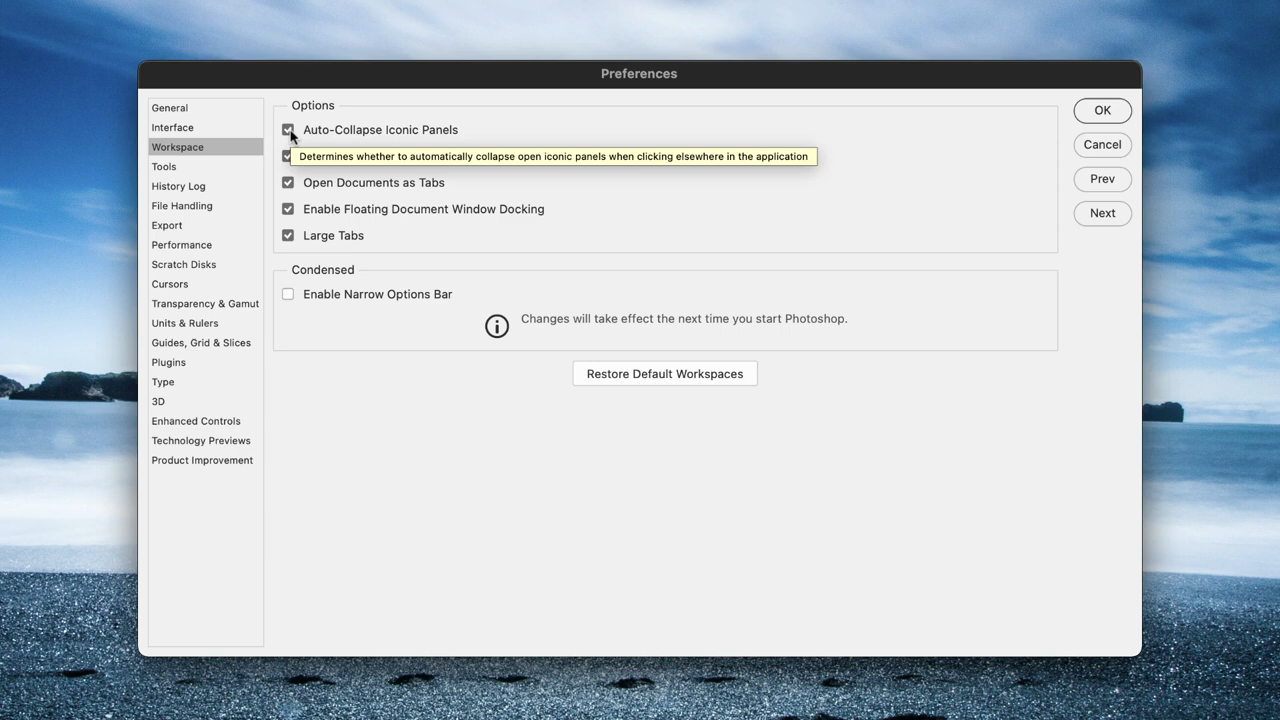 Preferences
General
Interface
Workspace
Tools
History Log
File Handling
Export
Performance
Scratch Disks
Cursors
Transparency & Gamut
Units & Rulers
Guides, Grid & Slices
Plugins
Type
3D
Enhanced Controls
Technology Previews
Product Improvement
Options
Auto-Collapse Iconic Panels
Determines whether to automatically collapse open iconic panels when clicking elsewhere in the application
Open Documents as Tabs
Enable Floating Document Window Docking
Large Tabs
Condensed
Enable Narrow Options Bar
Changes will take effect the next time you start Photoshop.
Restore Default Workspaces
OK
Cancel
Prev
Next